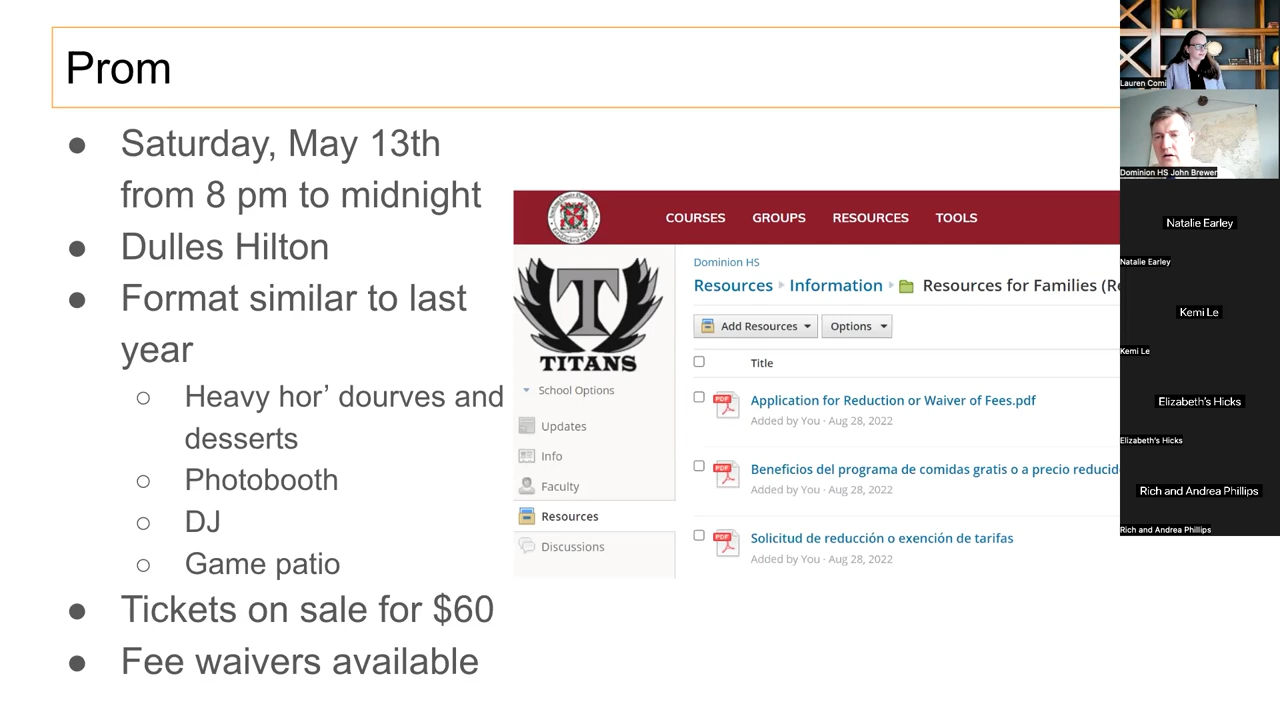 Prom
● Saturday, May 13th
from 8 pm to midnight
● Dulles Hilton
● Format similar to last
year
○ Heavy hor’ dourves and
desserts
○ Photobooth
○ DJ
○ Game patio
● Tickets on sale for $60
● Fee waivers available
COURSES GROUPS RESOURCES TOOLS
TITANS
School Options
Updates
Info
Faculty
Resources
Discussions
Dominion HS
Resources Information Resources for Families (Re
Add Resources Options
Title
PDF Application for Reduction or Waiver of Fees.pdf
Added by You · Aug 28, 2022
PDF Beneficios del programa de comidas gratis o a precio reducid
Added by You · Aug 28, 2022
PDF Solicitud de reducción o exención de tarifas
Added by You · Aug 28, 2022
Lauren Comi
Dominion HS John Brewer
Natalie Earley
Natalie Earley
Kemi Le
Kemi Le
Elizabeth’s Hicks
Elizabeth’s Hicks
Rich and Andrea Phillips
Rich and Andrea Phillips